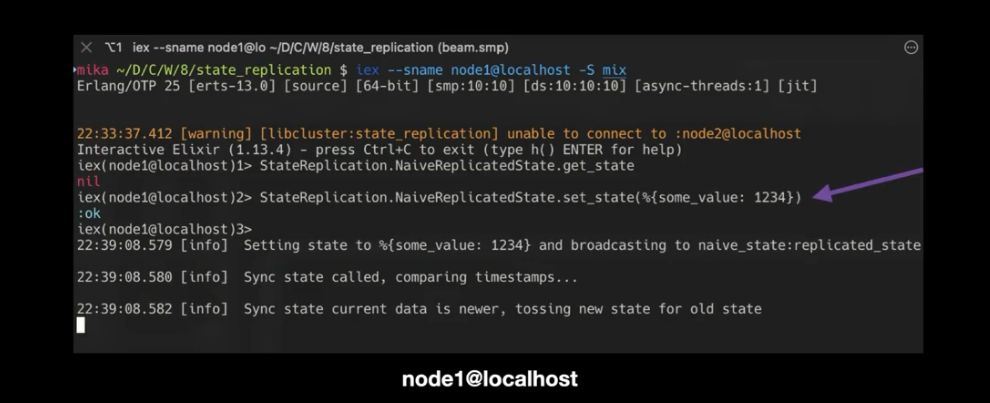 ⌥1 iex --sname node1@lo ~/D/C/W/8/state_replication (beam.smp)
mika ~/D/C/W/8/state_replication $ iex --sname node1@localhost -S mix
Erlang/OTP 25 [erts-13.0] [source] [64-bit] [smp:10:10] [ds:10:10:10] [async-threads:1] [jit]
22:33:37.412 [warning] [libcluster:state_replication] unable to connect to :node2@localhost
Interactive Elixir (1.13.4) - press Ctrl+C to exit (type h() ENTER for help)
iex(node1@localhost)1> StateReplication.NaiveReplicatedState.get_state
nil
iex(node1@localhost)2> StateReplication.NaiveReplicatedState.set_state(%{some_value: 1234})
:ok
iex(node1@localhost)3>
22:39:08.579 [info]  Setting state to %{some_value: 1234} and broadcasting to naive_state:replicated_state
22:39:08.580 [info]  Sync state called, comparing timestamps...
22:39:08.582 [info]  Sync state current data is newer, tossing new state for old state
node1@localhost